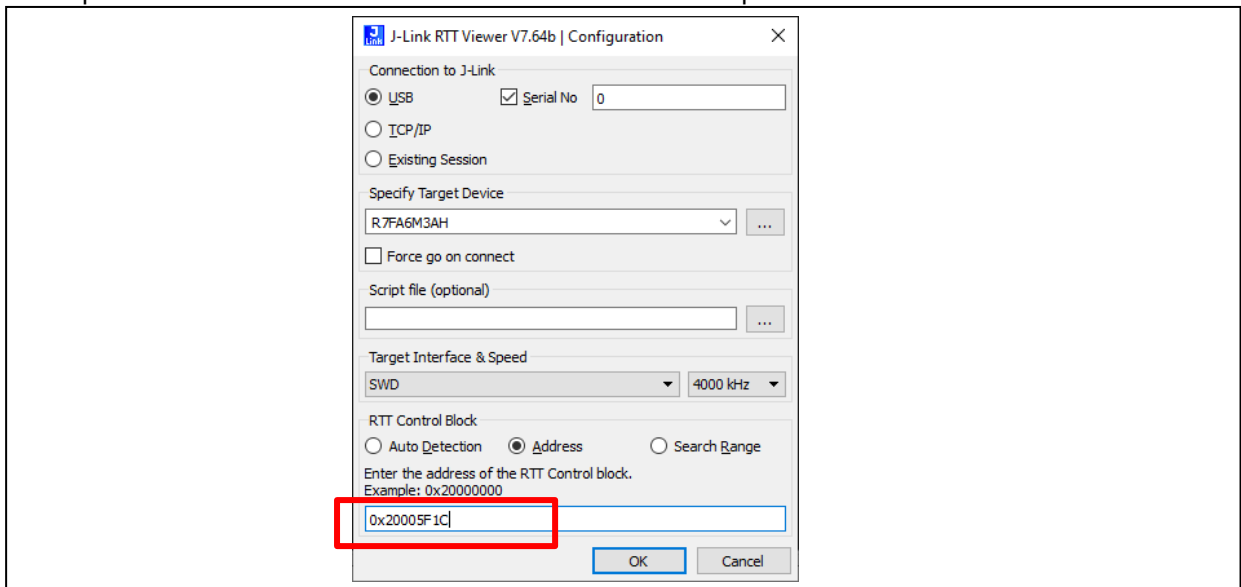 J-Link RTT Viewer V7.64b | Configuration
Connection to J-Link
USB Serial No 0
TCP/IP
Existing Session
Specify Target Device
R7FA6M3AH ...
Force go on connect
Script file (optional)
...
Target Interface & Speed
SWD 4000 kHz
RTT Control Block
Auto Detection Address Search Range
Enter the address of the RTT Control block.
Example: 0x20000000
0x20005F1C
OK Cancel